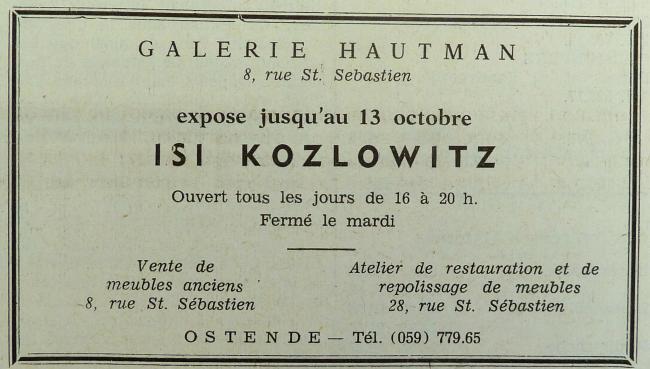 GALERIE HAUTMAN
8, rue St. Sebastien
expose jusqu'au 13 octobre
ISI KOZLOWITZ
Ouvert tous les jours de 16 à 20 h.
Fermé le mardi
Vente de
meubles anciens
8, rue St. Sébastien
Atelier de restauration et de
repolissage de meubles
28, rue St. Sébastien
OSTENDE — Tél. (059) 779.65